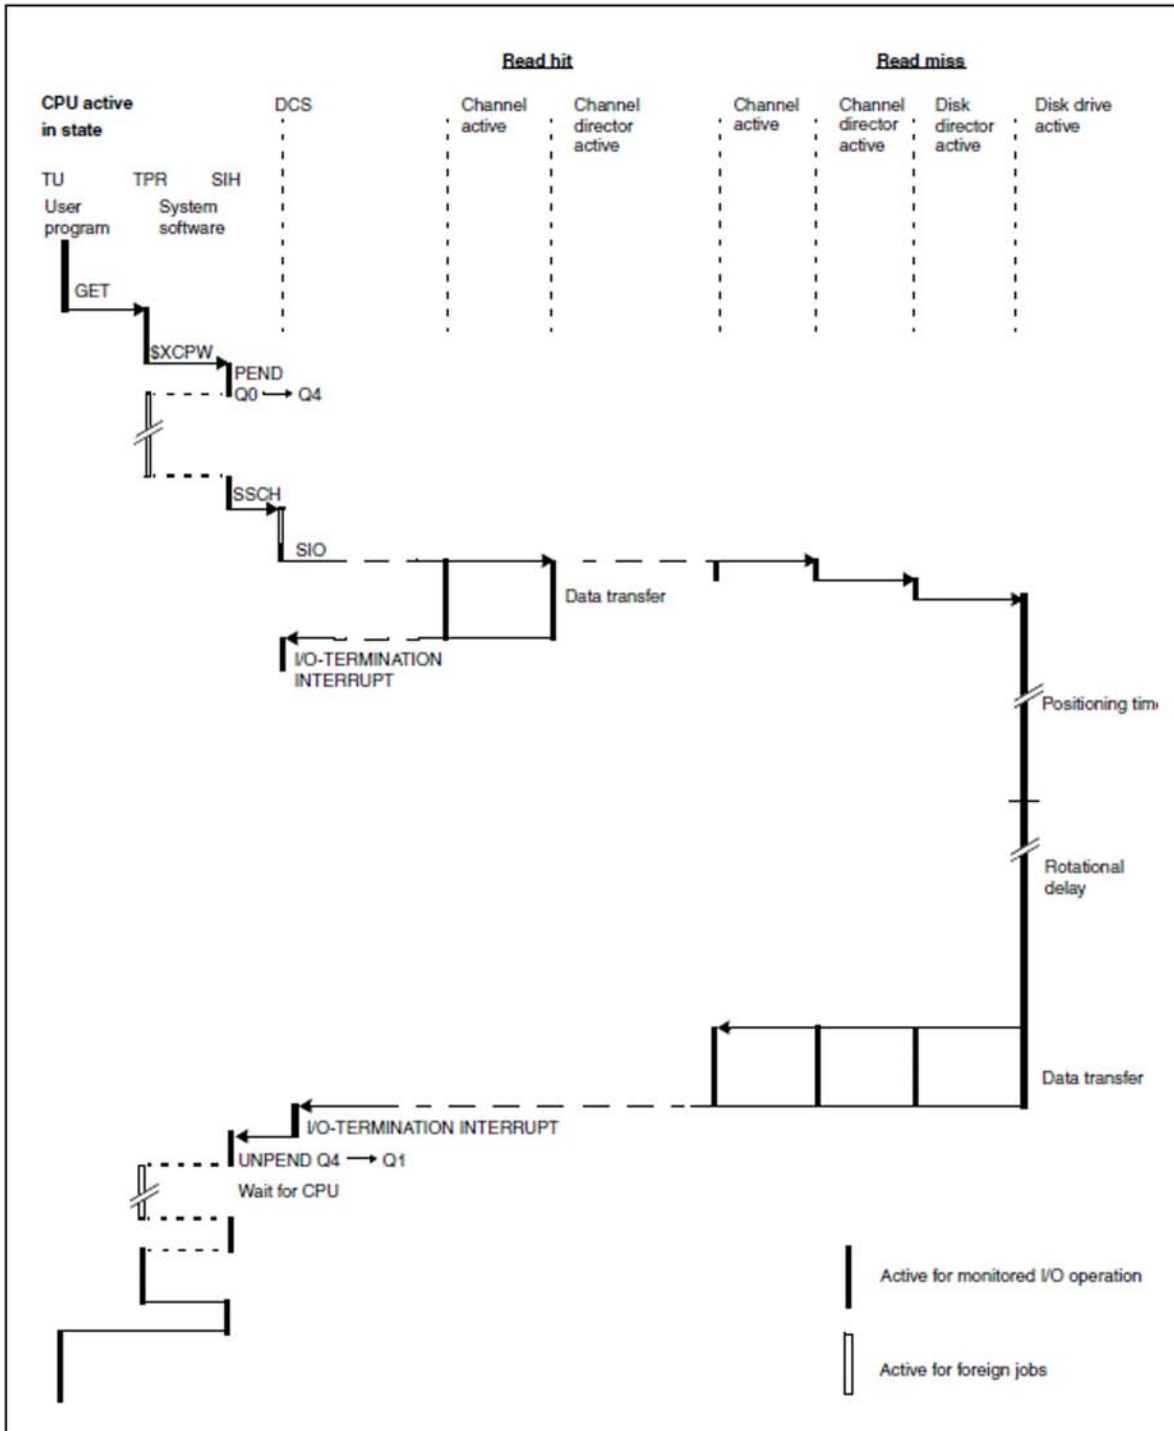 Read hit
Read miss
CPU active
in state
DCS
Channel
active
Channel
director
active
Channel
active
Channel
director
active
Disk
director
active
Disk drive
active
TU
TPR
SIH
User
program
System
software
GET
$XCPW
PEND
Q0 → Q4
SSCH
SIO
Data transfer
I/O-TERMINATION
INTERRUPT
Positioning time
Rotational
delay
Data transfer
I/O-TERMINATION INTERRUPT
UNPEND Q4 → Q1
Wait for CPU
Active for monitored I/O operation
Active for foreign jobs